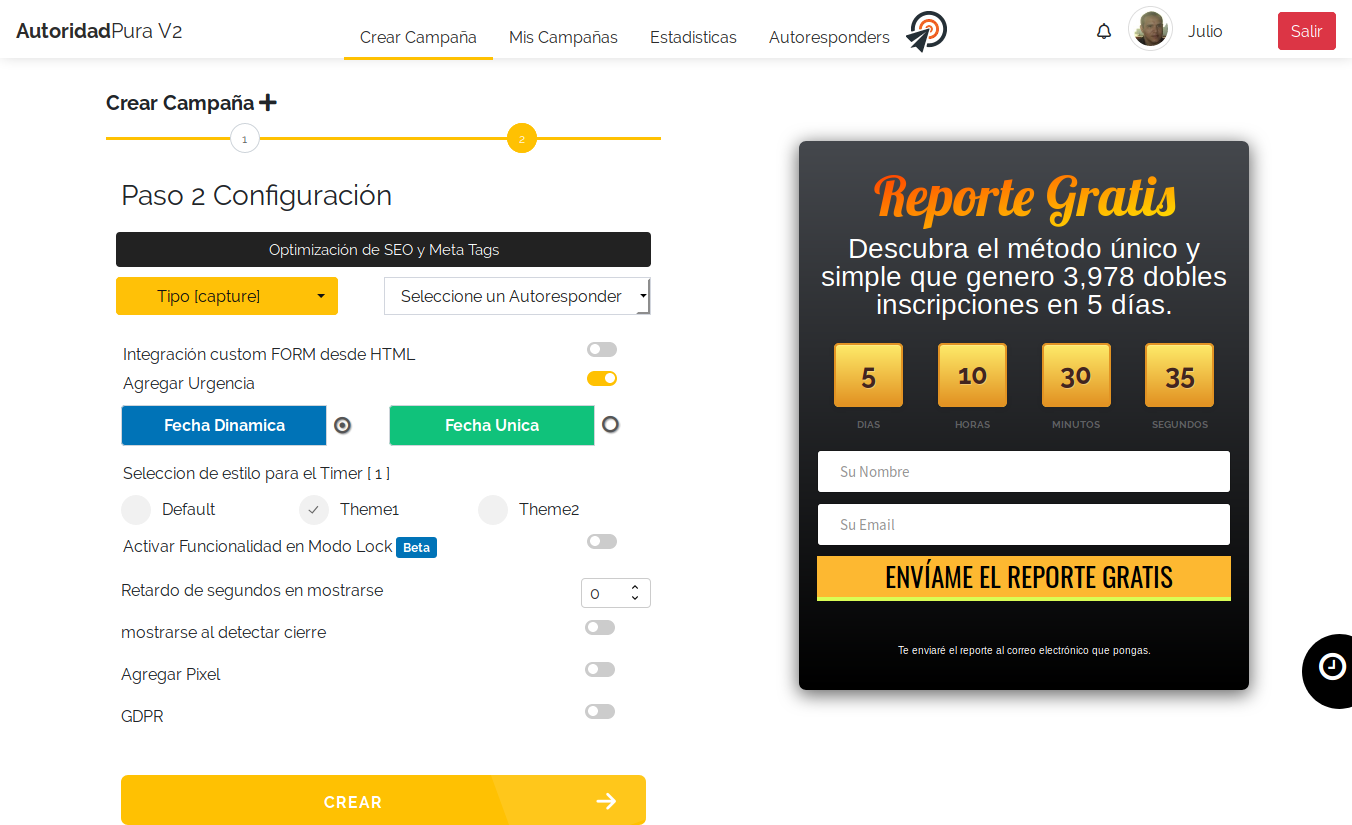 AutoridadPura V2
Crear Campaña
Mis Campañas
Estadisticas
Autoresponders
Julio
Salir
Crear Campaña
1
2
Paso 2 Configuración
Optimización de SEO y Meta Tags
Tipo [capture]
Seleccione un Autoresponder
Integración custom FORM desde HTML
Agregar Urgencia
Fecha Dinamica
Fecha Unica
Seleccion de estilo para el Timer [ 1 ]
Default
Theme1
Theme2
Activar Funcionalidad en Modo Lock Beta
Retardo de segundos en mostrarse
0
mostrarse al detectar cierre
Agregar Pixel
GDPR
CREAR
Reporte Gratis
Descubra el método único y
simple que genero 3,978 dobles
inscripciones en 5 días.
5 10 30 35
DIAS HORAS MINUTOS SEGUNDOS
Su Nombre
Su Email
ENVÍAME EL REPORTE GRATIS
Te enviaré el reporte al correo electrónico que pongas.